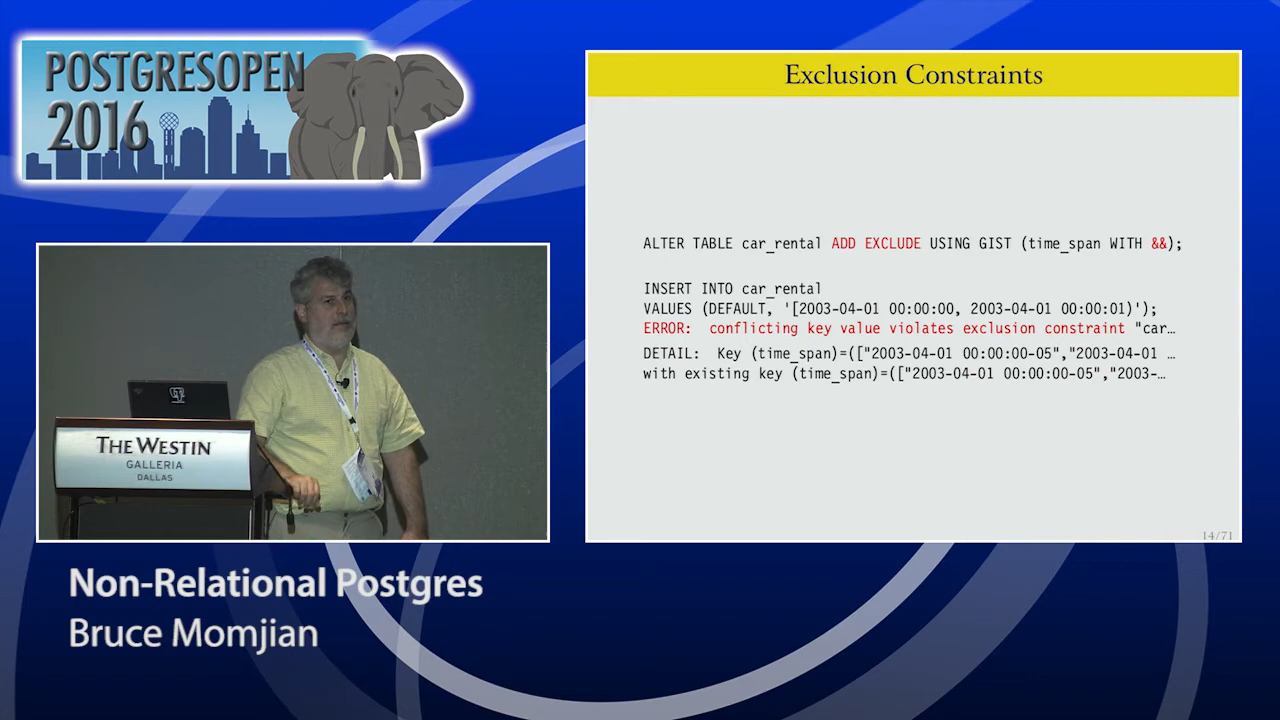 POSTGRESOPEN
2016
THE WESTIN
GALLERIA
DALLAS
Non-Relational Postgres
Bruce Momjian
Exclusion Constraints
ALTER TABLE car_rental ADD EXCLUDE USING GIST (time_span WITH &&);
INSERT INTO car_rental
VALUES (DEFAULT, '[2003-04-01 00:00:00, 2003-04-01 00:00:01)');
ERROR:  conflicting key value violates exclusion constraint "car…
DETAIL:  Key (time_span)=(["2003-04-01 00:00:00-05","2003-04-01 …
with existing key (time_span)=(["2003-04-01 00:00:00-05","2003-…
14/71